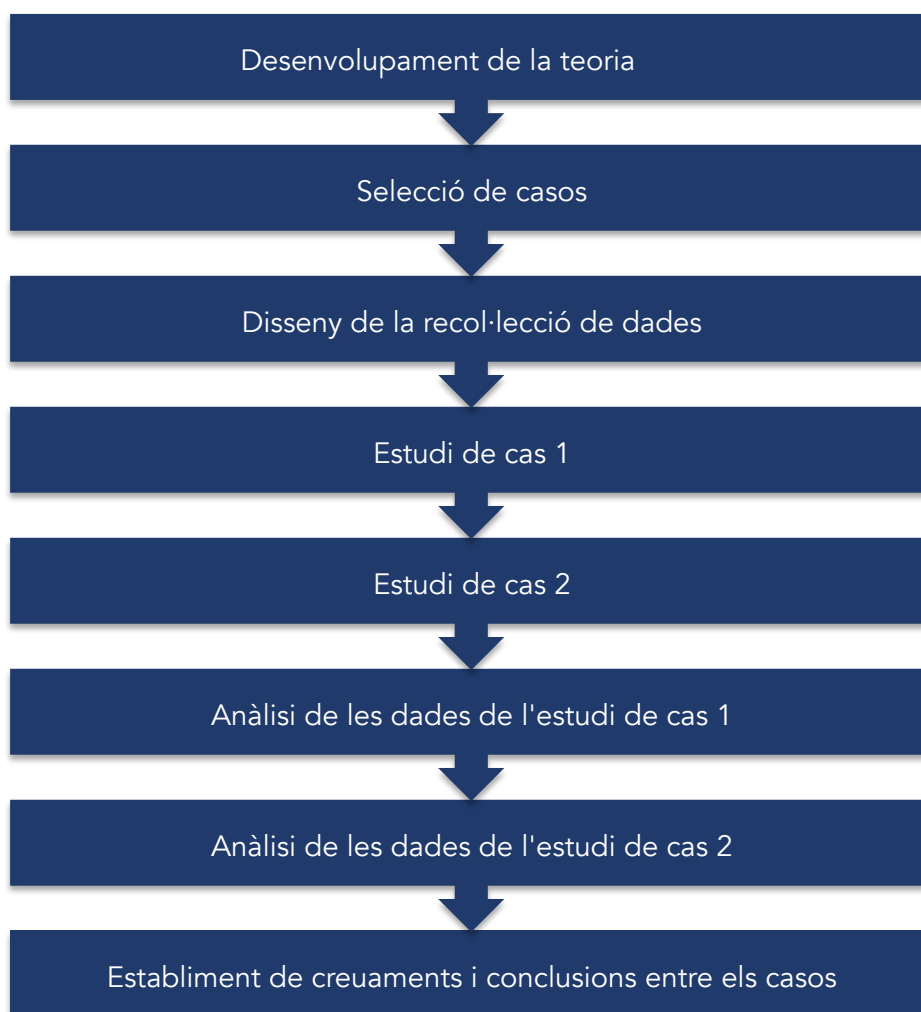 Desenvolupament de la teoria
Selecció de casos
Disseny de la recol·lecció de dades
Estudi de cas 1
Estudi de cas 2
Anàlisi de les dades de l'estudi de cas 1
Anàlisi de les dades de l'estudi de cas 2
Establiment de creuaments i conclusions entre els casos